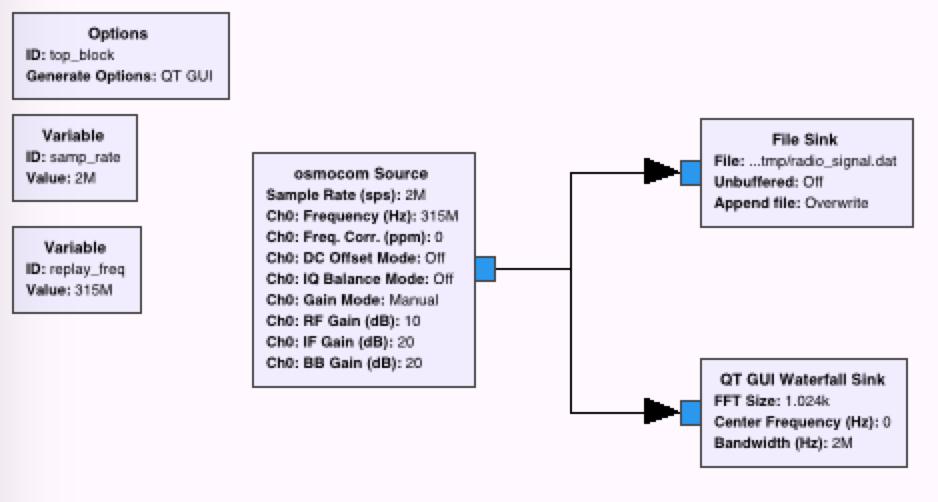 Options
ID: top_block
Generate Options: QT GUI
Variable
ID: samp_rate
Value: 2M
Variable
ID: replay_freq
Value: 315M
osmocom Source
Sample Rate (sps): 2M
Ch0: Frequency (Hz): 315M
Ch0: Freq. Corr. (ppm): 0
Ch0: DC Offset Mode: Off
Ch0: IQ Balance Mode: Off
Ch0: Gain Mode: Manual
Ch0: RF Gain (dB): 10
Ch0: IF Gain (dB): 20
Ch0: BB Gain (dB): 20
File Sink
File: ...tmp/radio_signal.dat
Unbuffered: Off
Append file: Overwrite
QT GUI Waterfall Sink
FFT Size: 1.024k
Center Frequency (Hz): 0
Bandwidth (Hz): 2M